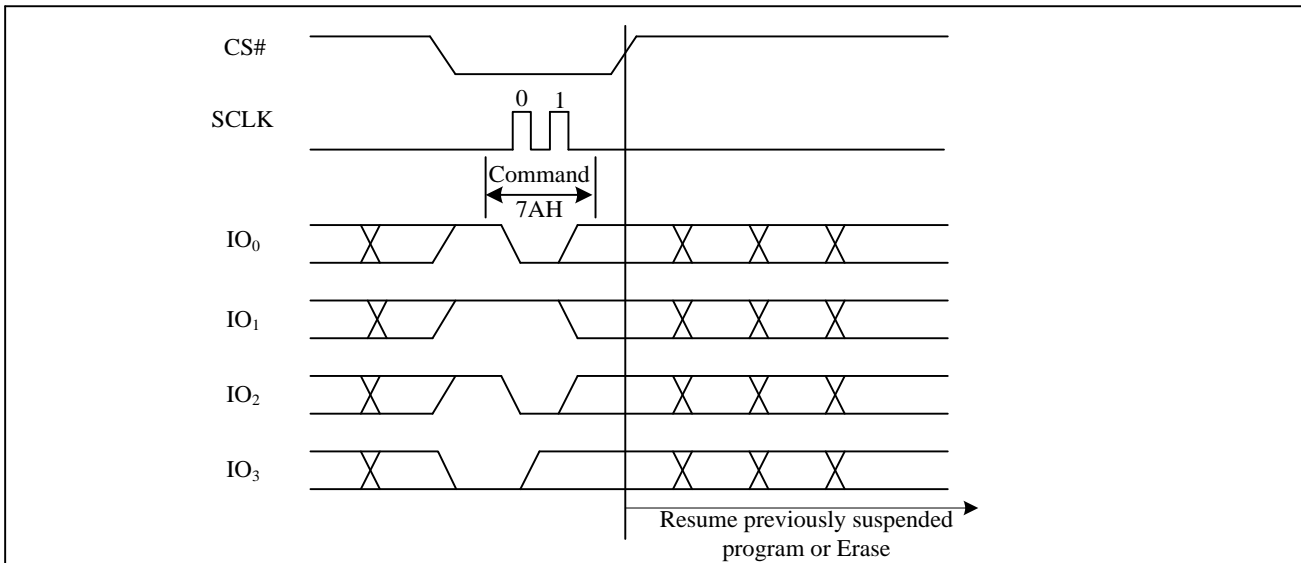 CS#
0 1
SCLK
Command
7AH
IO0
IO1
IO2
IO3
Resume previously suspended
program or Erase